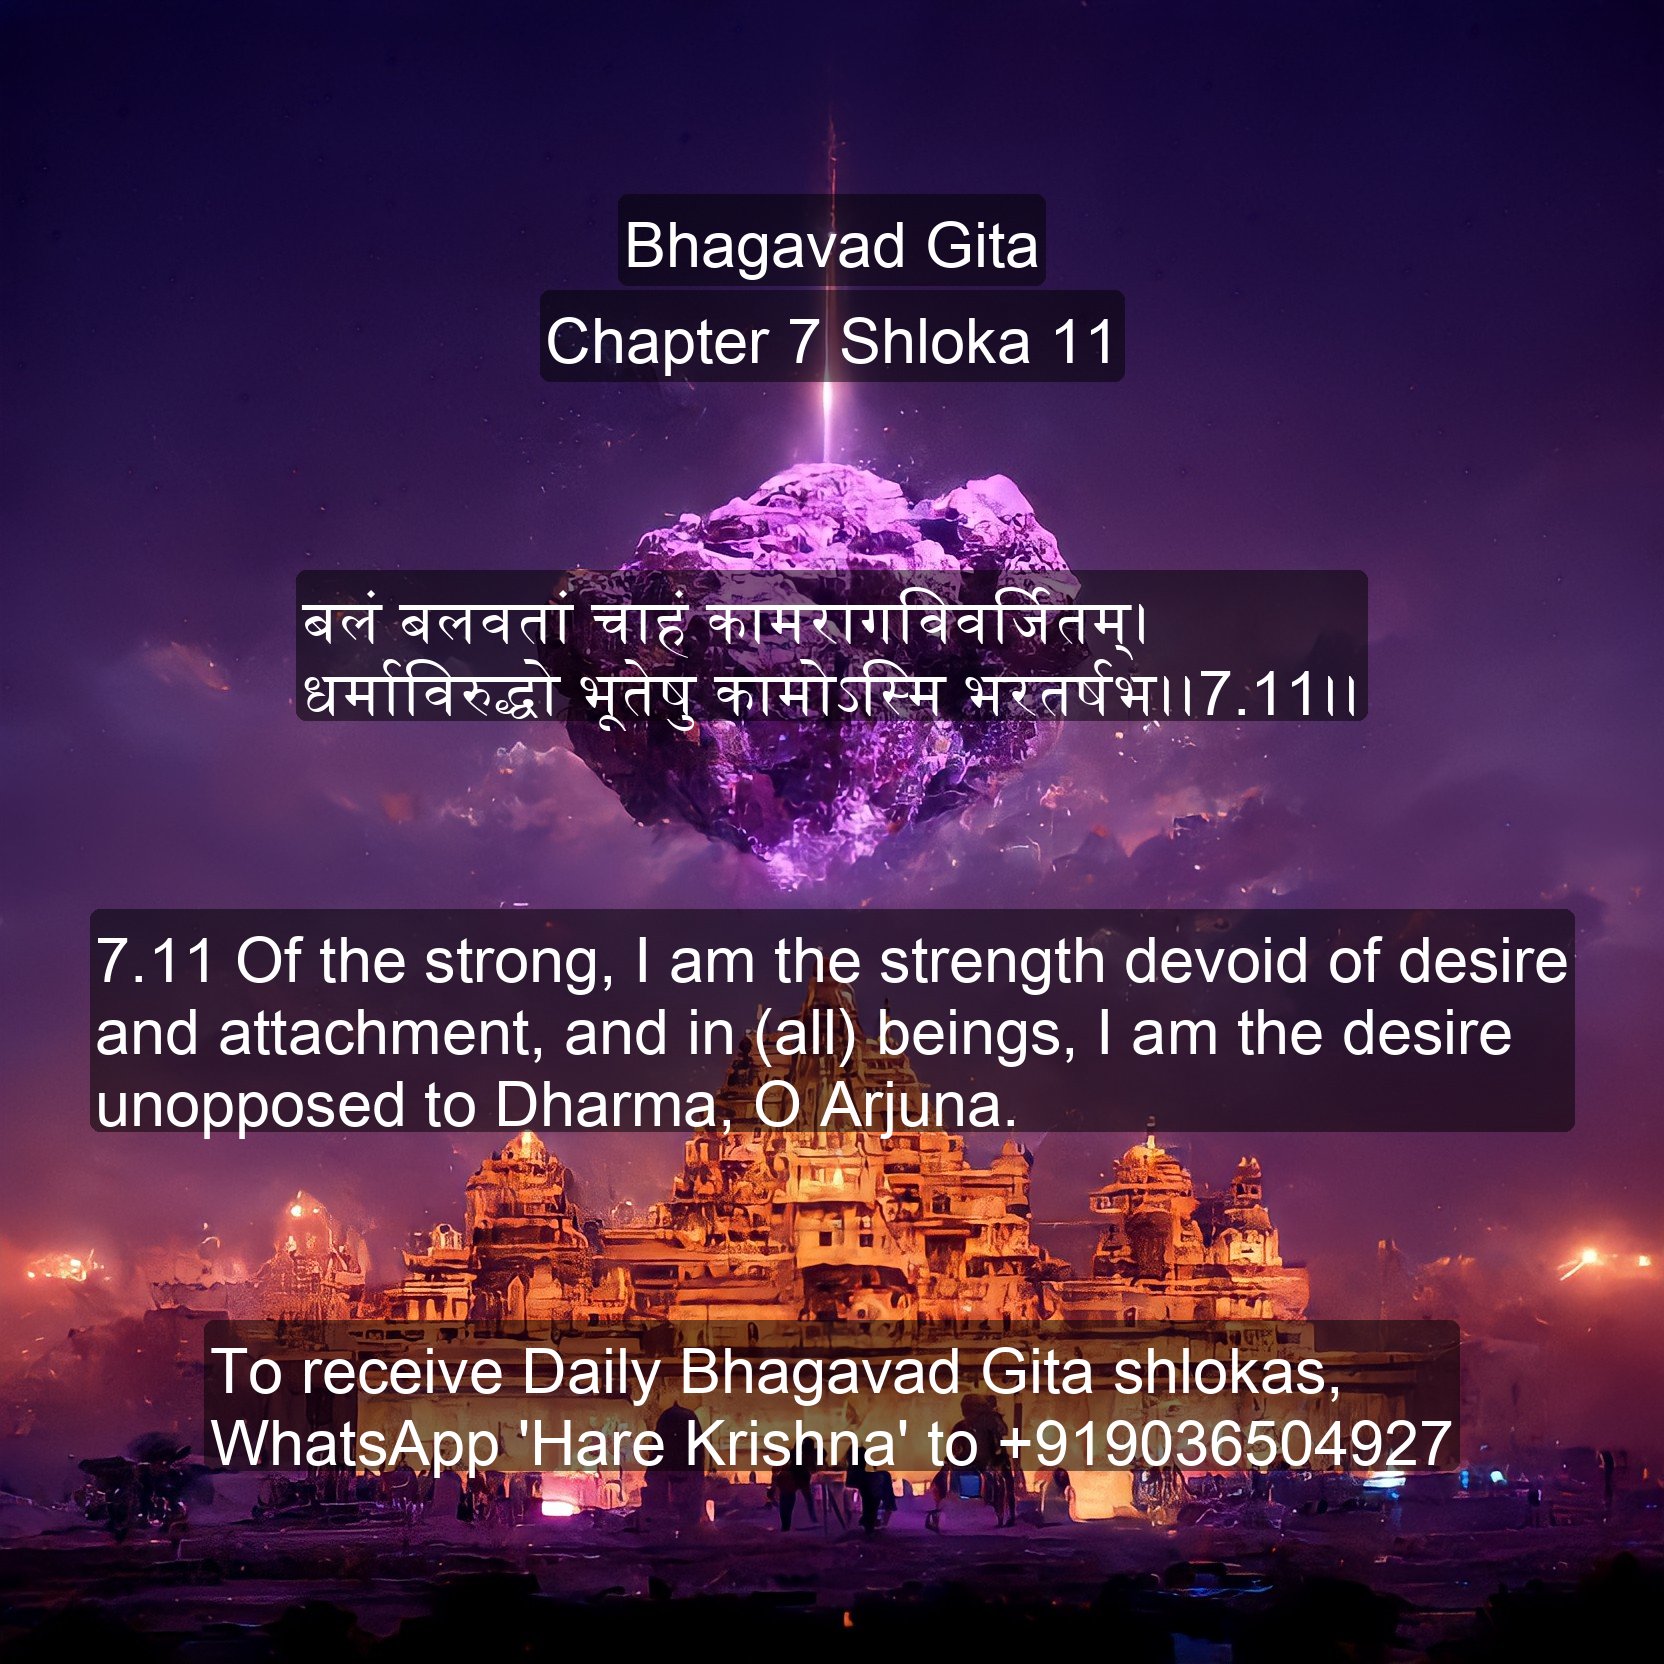 Bhagavad Gita
Chapter 7 Shloka 11
बलं बलवतां चाहं कामरागविवर्जितम्।
धर्माविरुद्धो भूतेषु कामोऽस्मि भरतर्षभ।।7.11।।
7.11 Of the strong, I am the strength devoid of desire
and attachment, and in (all) beings, I am the desire
unopposed to Dharma, O Arjuna.
To receive Daily Bhagavad Gita shlokas,
WhatsApp 'Hare Krishna' to +919036504927